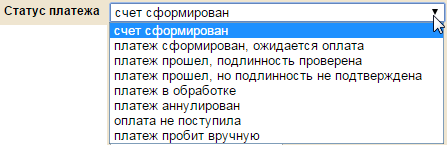 Статус платежа счет сформирован
счет сформирован
платеж сформирован, ожидается оплата
платеж прошел, подлинность проверена
платеж прошел, но подлинность не подтверждена
платеж в обработке
платеж аннулирован
оплата не поступила
платеж пробит вручную